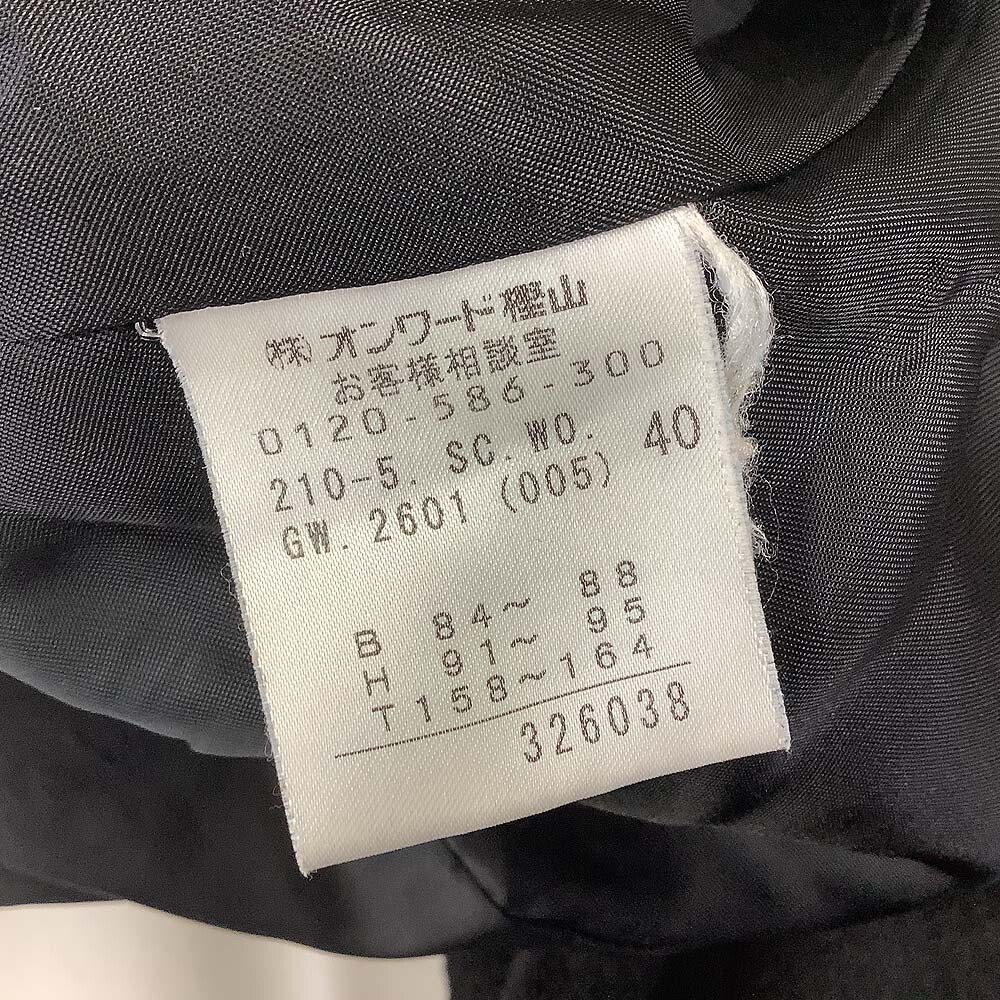 (株)オンワード樫山
お客様相談室
0120-586-300
210-5. SC. WO. 40
GW. 2601 (005)
B 84～ 88
H 91～ 95
T158～164
326038